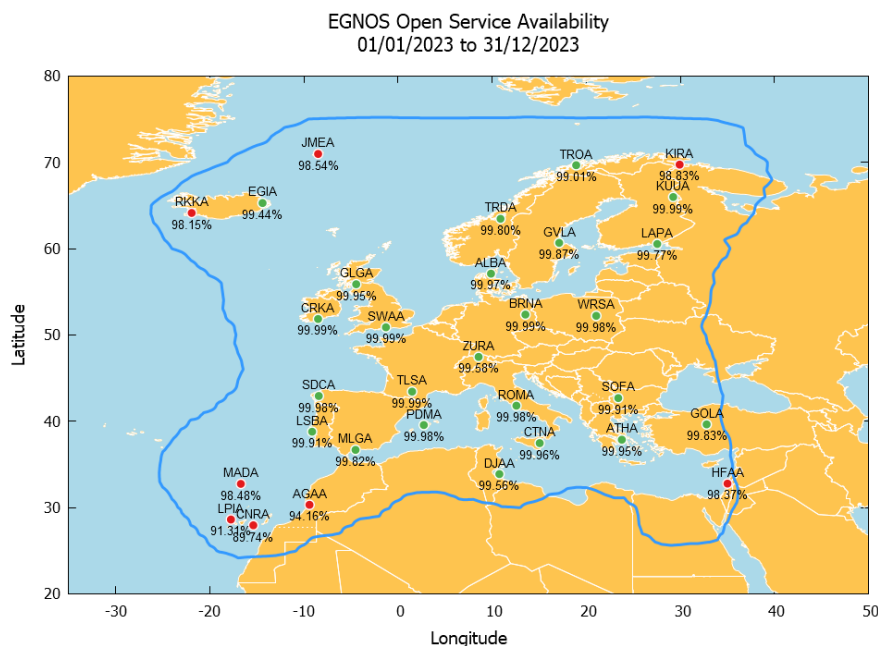 EGNOS Open Service Availability
01/01/2023 to 31/12/2023
80
70
60
50
40
30
20
Latitude
JMEA
98.54%
TROA
99.01%
KIRA
98.83%
RKKA
98.15%
EGIA
99.44%
KUUA
99.99%
TRDA
99.80%
GVLA
99.87%
LAPA
99.77%
ALBA
99.97%
GLGA
99.95%
CRKA
99.99%
SWAA
99.99%
BRNA
99.99%
WRSA
99.98%
ZURA
99.58%
SDCA
99.98%
TLSA
99.99%
ROMA
99.98%
SOFA
99.91%
LSBA
99.91%
PDMA
99.98%
GOLA
99.83%
MLGA
99.82%
CTNA
99.96%
ATHA
99.95%
MADA
98.48%
DJAA
99.56%
HFAA
98.37%
AGAA
94.16%
LPIA
91.31%
CNRA
89.74%
-30 -20 -10 0 10 20 30 40 50
Longitude